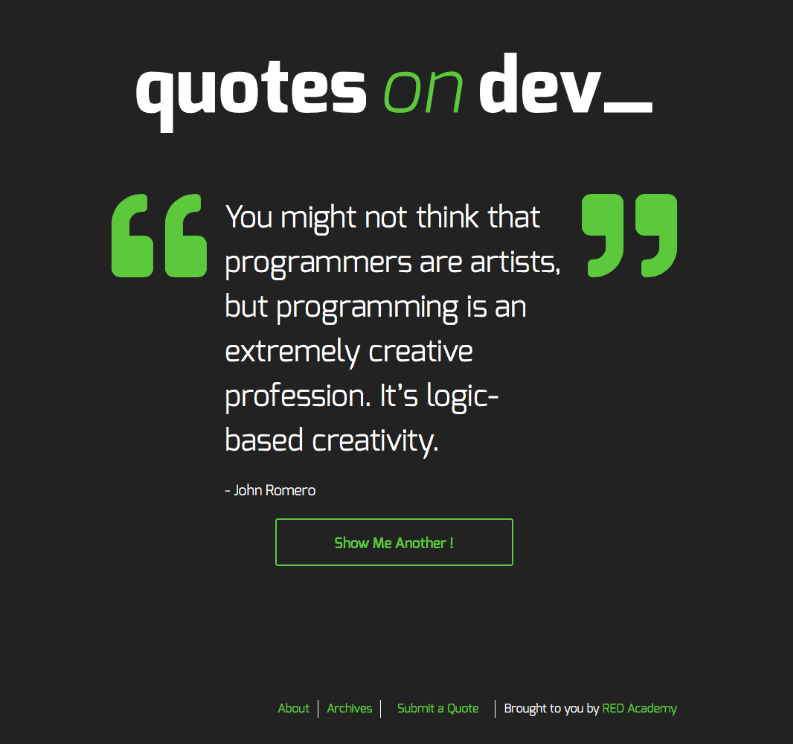 quotes on dev_
You might not think that
programmers are artists,
but programming is an
extremely creative
profession. It’s logic-
based creativity.
- John Romero
Show Me Another !
About | Archives | Submit a Quote | Brought to you by RED Academy